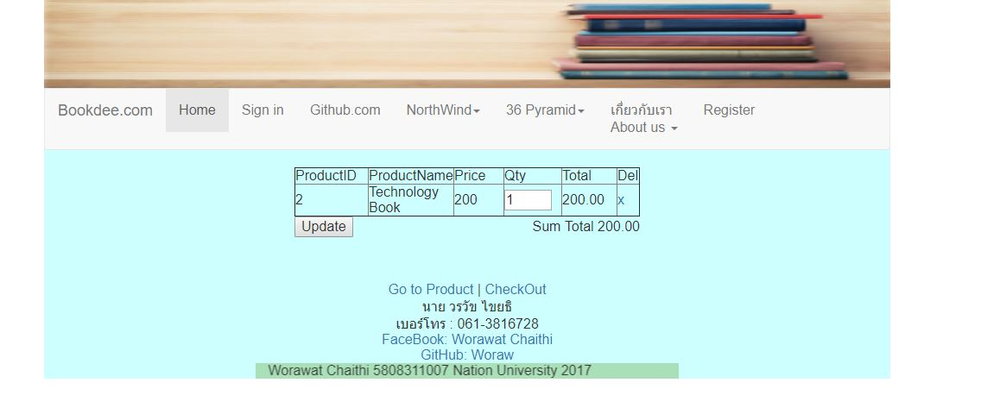 Bookdee.com Home Sign in Github.com NorthWind 36 Pyramid เกี่ยวกับเรา Register
About us
ProductID ProductName Price Qty Total Del
2 Technology Book 200 1 200.00 x
Update Sum Total 200.00
Go to Product | CheckOut
นาย วรวัข ไขยธิ
เบอร์โทร : 061-3816728
FaceBook: Worawat Chaithi
GitHub: Woraw
Worawat Chaithi 5808311007 Nation University 2017